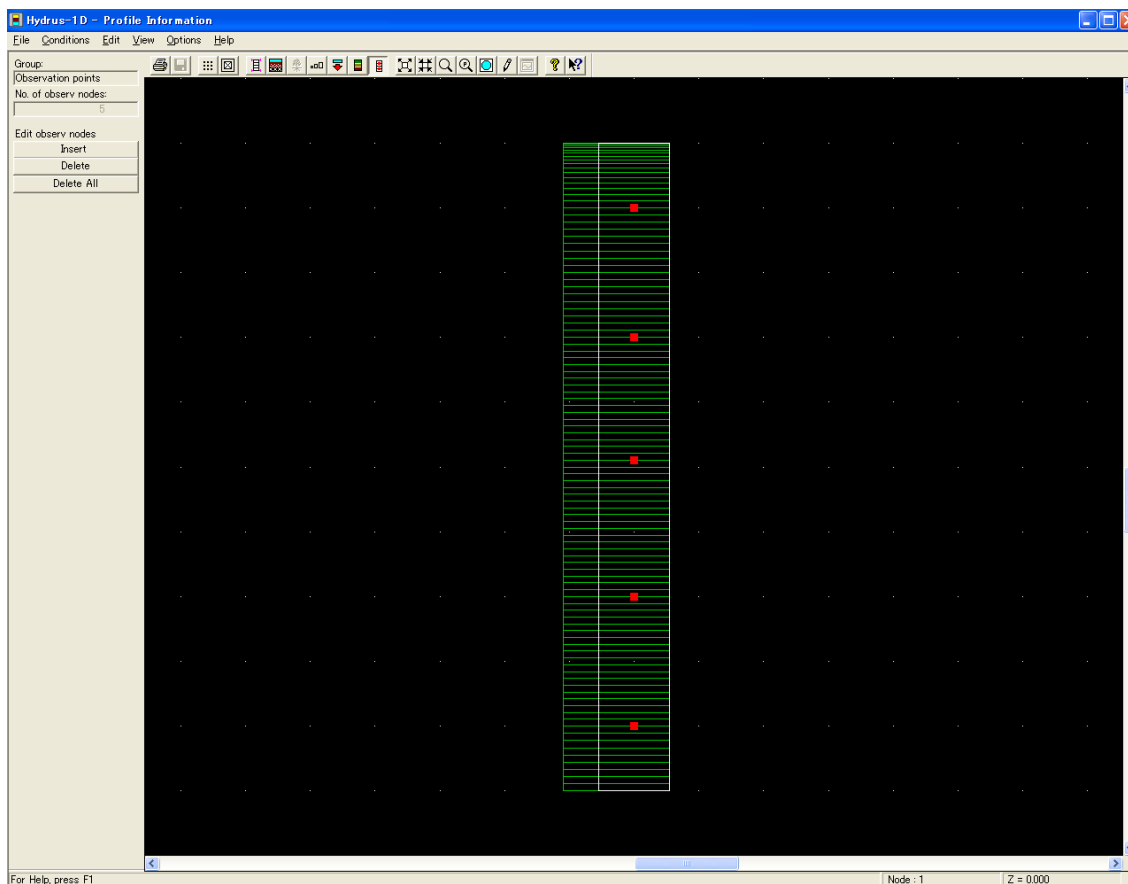 Hydrus-1D - Profile Information
File Conditions Edit View Options Help
Group:
Observation points
No. of observ nodes:
5
Edit observ nodes
Insert
Delete
Delete All
For Help, press F1
Node : 1
Z = 0.000